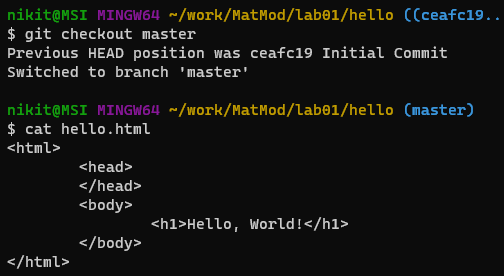 nikit@MSI MINGW64 ~/work/MatMod/lab01/hello ((ceafc19...
$ git checkout master
Previous HEAD position was ceafc19 Initial Commit
Switched to branch 'master'
nikit@MSI MINGW64 ~/work/MatMod/lab01/hello (master)
$ cat hello.html
<html>
        <head>
        </head>
        <body>
                <h1>Hello, World!</h1>
        </body>
</html>